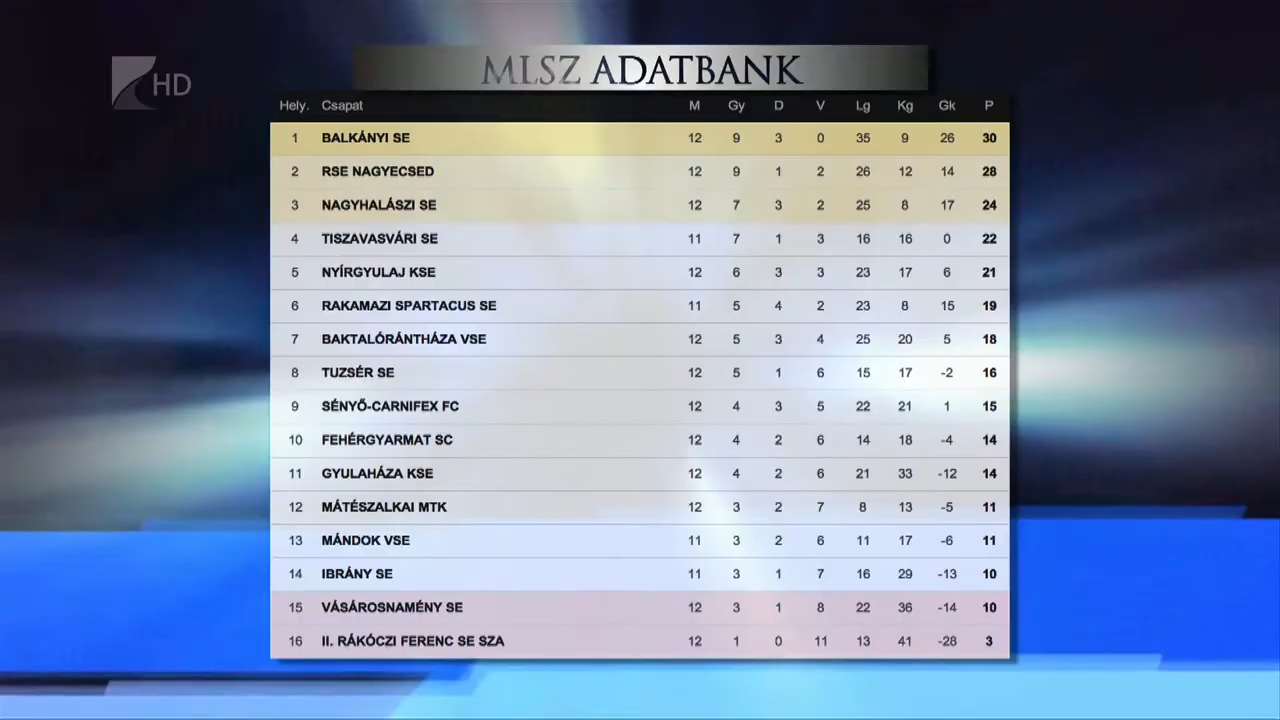 HD
MLSZ ADATBANK
Hely. Csapat M Gy D V Lg Kg Gk P
1 BALKÁNYI SE 12 9 3 0 35 9 26 30
2 RSE NAGYECSED 12 9 1 2 26 12 14 28
3 NAGYHALÁSZI SE 12 7 3 2 25 8 17 24
4 TISZAVASVÁRI SE 11 7 1 3 16 16 0 22
5 NYÍRGYULAJ KSE 12 6 3 3 23 17 6 21
6 RAKAMAZI SPARTACUS SE 11 5 4 2 23 8 15 19
7 BAKTALÓRÁNTHÁZA VSE 12 5 3 4 25 20 5 18
8 TUZSÉR SE 12 5 1 6 15 17 -2 16
9 SÉNYŐ-CARNIFEX FC 12 4 3 5 22 21 1 15
10 FEHÉRGYARMAT SC 12 4 2 6 14 18 -4 14
11 GYULAHÁZA KSE 12 4 2 6 21 33 -12 14
12 MÁTÉSZALKAI MTK 12 3 2 7 8 13 -5 11
13 MÁNDOK VSE 11 3 2 6 11 17 -6 11
14 IBRÁNY SE 11 3 1 7 16 29 -13 10
15 VÁSÁROSNAMÉNY SE 12 3 1 8 22 36 -14 10
16 II. RÁKÓCZI FERENC SE SZA 12 1 0 11 13 41 -28 3